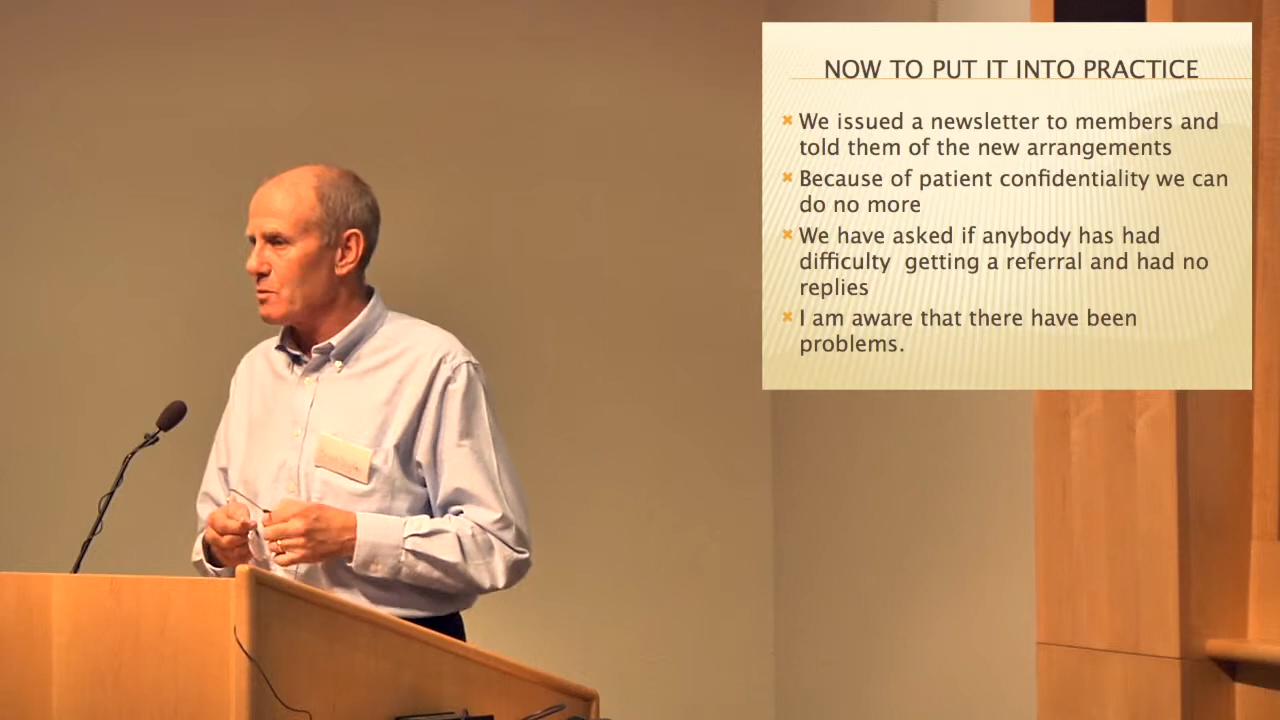 NOW TO PUT IT INTO PRACTICE
We issued a newsletter to members and
told them of the new arrangements
Because of patient confidentiality we can
do no more
We have asked if anybody has had
difficulty getting a referral and had no
replies
I am aware that there have been
problems.